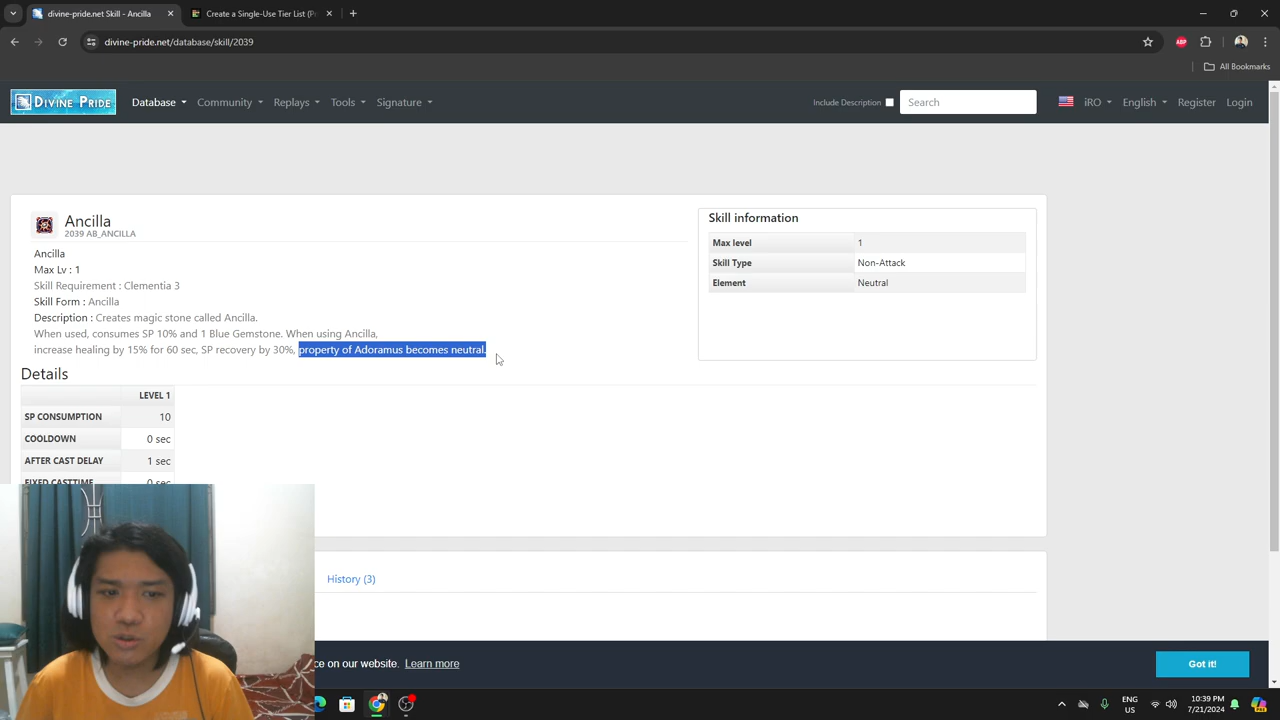 divine-pride.net Skill - Ancilla
Create a Single-Use Tier List (P
divine-pride.net/database/skill/2039
ABP
All Bookmarks
DIVINE PRIDE
Database
Community
Replays
Tools
Signature
Include Description
Search
iRO
English
Register
Login
Ancilla
2039 AB_ANCILLA
Ancilla
Max Lv : 1
Skill Requirement : Clementia 3
Skill Form : Ancilla
Description : Creates magic stone called Ancilla.
When used, consumes SP 10% and 1 Blue Gemstone. When using Ancilla,
increase healing by 15% for 60 sec, SP recovery by 30%, property of Adoramus becomes neutral.
Skill information
Max level 1
Skill Type Non-Attack
Element Neutral
Details
LEVEL 1
SP CONSUMPTION 10
COOLDOWN 0 sec
AFTER CAST DELAY 1 sec
FIXED CASTTIME 0 sec
History (3)
ce on our website. Learn more
Got it!
ENG
US
10:39 PM
7/21/2024